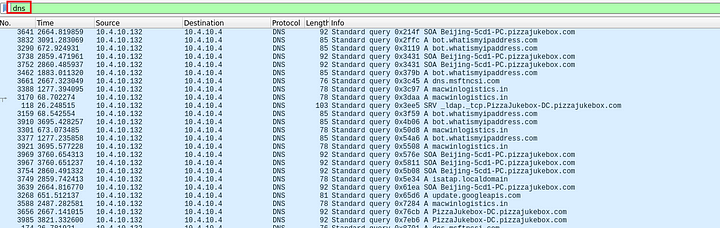 dns
No. Time Source Destination Protocol Length Info
3641 2664.819859 10.4.10.132 10.4.10.4 DNS 92 Standard query 0x214f SOA Beijing-5cd1-PC.pizzajukebox.com
3832 3091.283069 10.4.10.132 10.4.10.4 DNS 85 Standard query 0x2ffc A bot.whatismyipaddress.com
3290 672.924931 10.4.10.132 10.4.10.4 DNS 85 Standard query 0x3119 A bot.whatismyipaddress.com
3738 2859.471961 10.4.10.132 10.4.10.4 DNS 92 Standard query 0x3431 SOA Beijing-5cd1-PC.pizzajukebox.com
3752 2860.485937 10.4.10.132 10.4.10.4 DNS 92 Standard query 0x3431 SOA Beijing-5cd1-PC.pizzajukebox.com
3462 1883.011320 10.4.10.132 10.4.10.4 DNS 85 Standard query 0x379b A bot.whatismyipaddress.com
3661 2667.323049 10.4.10.132 10.4.10.4 DNS 76 Standard query 0x3c45 A dns.msftncsi.com
3388 1277.394095 10.4.10.132 10.4.10.4 DNS 78 Standard query 0x3c97 A macwinlogistics.in
3170 68.702274 10.4.10.132 10.4.10.4 DNS 78 Standard query 0x3daa A macwinlogistics.in
118 26.248515 10.4.10.132 10.4.10.4 DNS 103 Standard query 0x3ee5 SRV _ldap._tcp.PizzaJukebox-DC.pizzajukebox.com
3159 68.542554 10.4.10.132 10.4.10.4 DNS 85 Standard query 0x3f59 A bot.whatismyipaddress.com
3910 3695.428257 10.4.10.132 10.4.10.4 DNS 85 Standard query 0x4b06 A bot.whatismyipaddress.com
3301 673.073485 10.4.10.132 10.4.10.4 DNS 78 Standard query 0x50d8 A macwinlogistics.in
3377 1277.235858 10.4.10.132 10.4.10.4 DNS 85 Standard query 0x54a6 A bot.whatismyipaddress.com
3921 3695.577228 10.4.10.132 10.4.10.4 DNS 78 Standard query 0x5508 A macwinlogistics.in
3969 3760.654313 10.4.10.132 10.4.10.4 DNS 92 Standard query 0x576e SOA Beijing-5cd1-PC.pizzajukebox.com
3967 3760.651237 10.4.10.132 10.4.10.4 DNS 92 Standard query 0x5811 SOA Beijing-5cd1-PC.pizzajukebox.com
3754 2860.491332 10.4.10.132 10.4.10.4 DNS 92 Standard query 0x5b08 SOA Beijing-5cd1-PC.pizzajukebox.com
3749 2859.742413 10.4.10.132 10.4.10.4 DNS 78 Standard query 0x5e34 A isatap.localdomain
3639 2664.816770 10.4.10.132 10.4.10.4 DNS 92 Standard query 0x61ea SOA Beijing-5cd1-PC.pizzajukebox.com
3268 651.512137 10.4.10.132 10.4.10.4 DNS 81 Standard query 0x65d6 A update.googleapis.com
3588 2487.282581 10.4.10.132 10.4.10.4 DNS 78 Standard query 0x7284 A macwinlogistics.in
3656 2667.141015 10.4.10.132 10.4.10.4 DNS 92 Standard query 0x76cb A PizzaJukebox-DC.pizzajukebox.com
3985 3821.332600 10.4.10.132 10.4.10.4 DNS 92 Standard query 0x7fbf A PizzaJukebox-DC.pizzajukebox.com